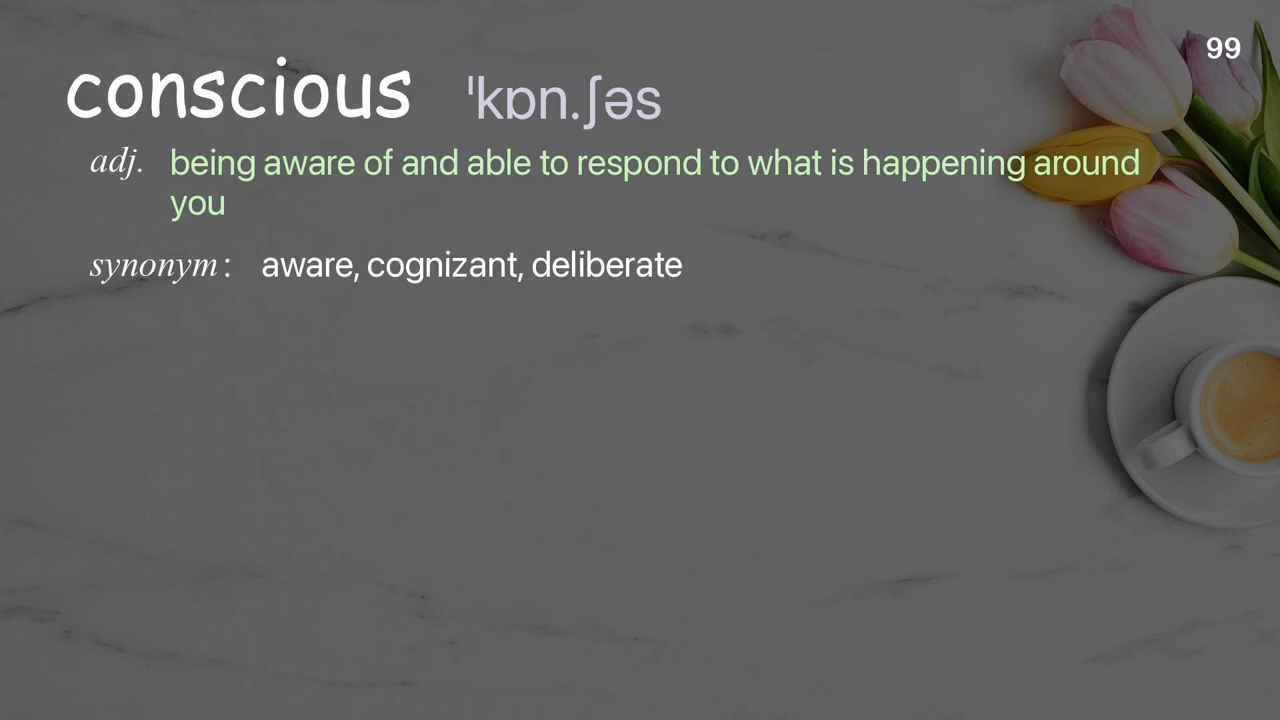 99
conscious ˈkɒn.ʃəs
adj. being aware of and able to respond to what is happening around
you
synonym: aware, cognizant, deliberate